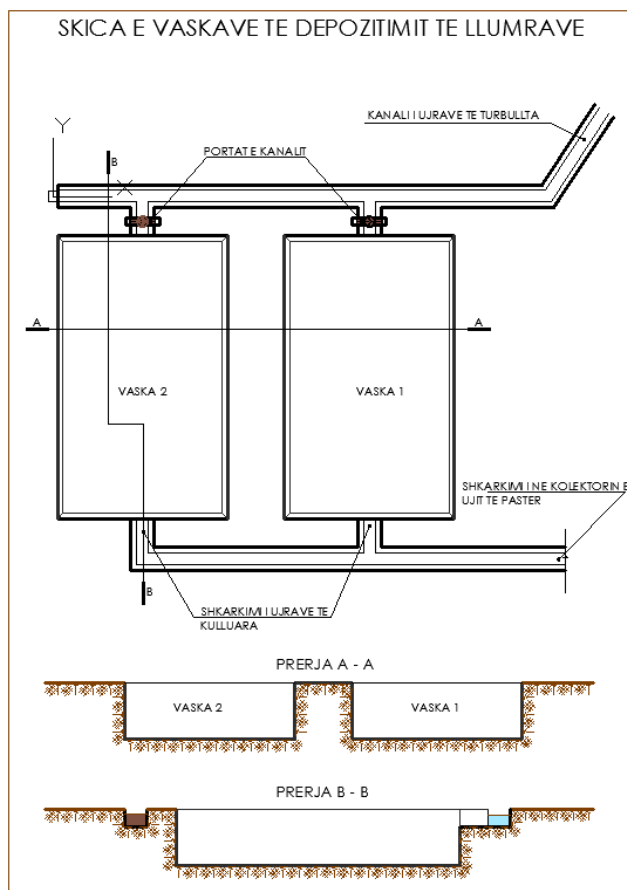 SKICA E VASKAVE TE DEPOZITIMIT TE LLUMRAVE
KANALI I UJRAVE TE TURBULLTA
Y
B
PORTAT E KANALIT
X
A
A
VASKA 2
VASKA 1
SHKARKIMI NE KOLEKTORIN E
UJIT TE PASTER
B
SHKARKIMI I UJRAVE TE
KULLUARA
PRERJA A - A
VASKA 2
VASKA 1
PRERJA B - B